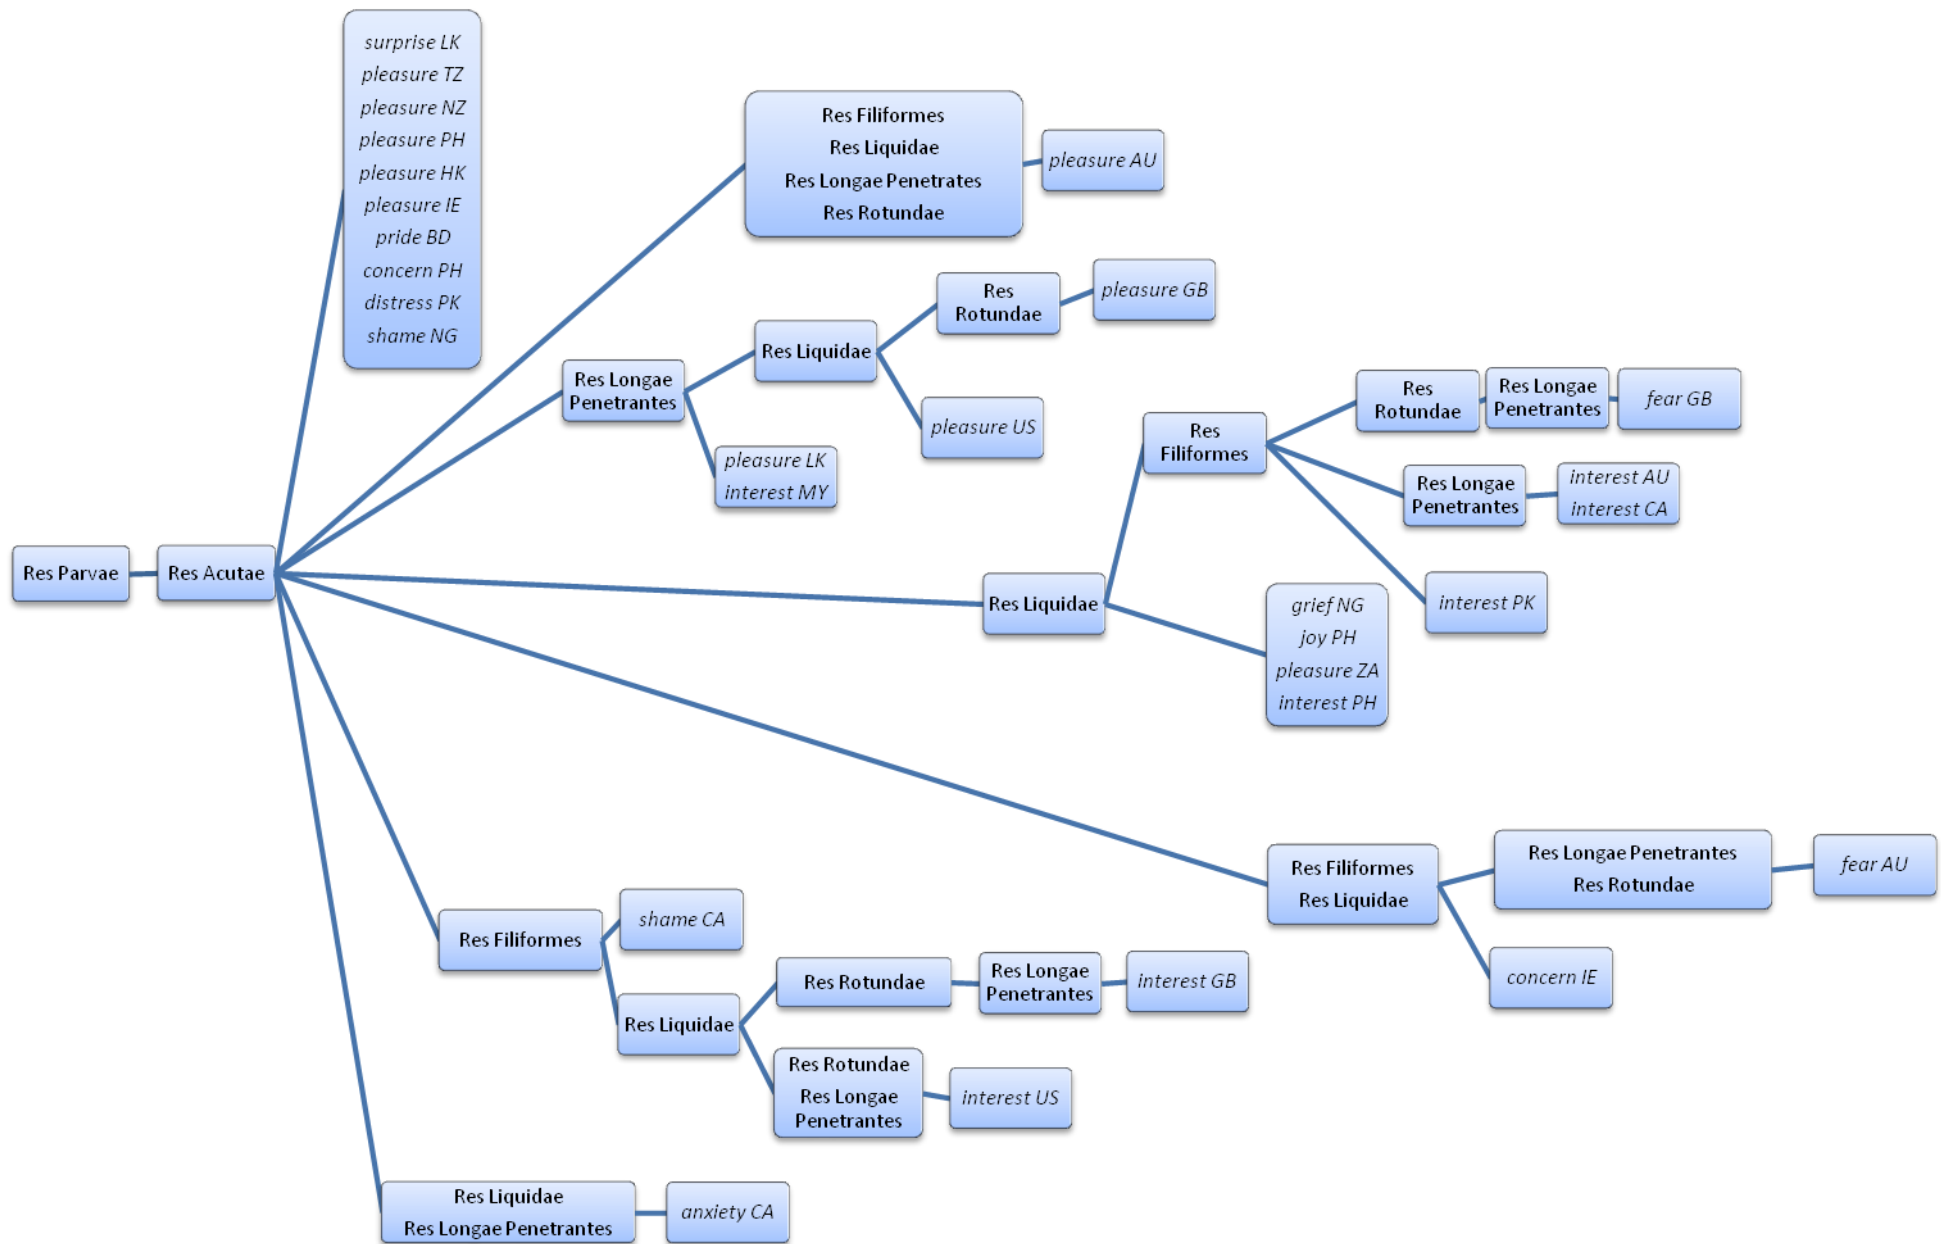 surprise LK
pleasure TZ
pleasure NZ
pleasure PH
pleasure HK
pleasure IE
pride BD
concern PH
distress PK
shame NG
Res Filiformes
Res Liquidae
Res Longae Penetrates
Res Rotundae
pleasure AU
Res
Rotundae
pleasure GB
Res Liquidae
Res Longae
Penetrantes
pleasure US
pleasure LK
interest MY
Res
Rotundae
Res Longae
Penetrantes
fear GB
Res
Filiformes
Res Longae
Penetrantes
interest AU
interest CA
interest PK
Res Parvae
Res Acutae
Res Liquidae
grief NG
joy PH
pleasure ZA
interest PH
Res Filiformes
Res Liquidae
Res Longae Penetrantes
Res Rotundae
fear AU
concern IE
Res Filiformes
shame CA
Res Liquidae
Res Rotundae
Res Longae
Penetrantes
interest GB
Res Rotundae
Res Longae
Penetrantes
interest US
Res Liquidae
Res Longae Penetrantes
anxiety CA